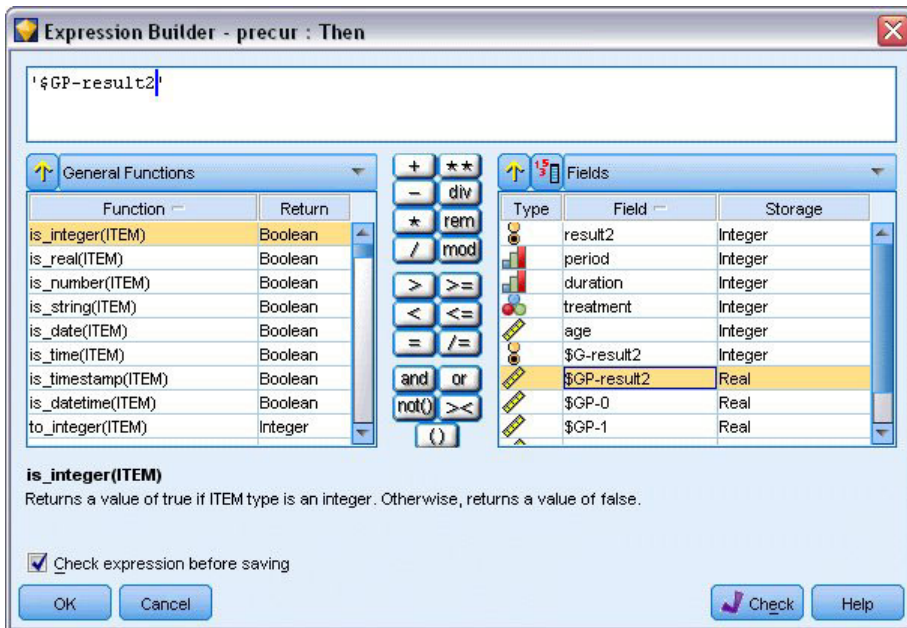 Expression Builder - precur : Then
'$GP-result2'
General Functions
Function Return
is_integer(ITEM) Boolean
is_real(ITEM) Boolean
is_number(ITEM) Boolean
is_string(ITEM) Boolean
is_date(ITEM) Boolean
is_time(ITEM) Boolean
is_timestamp(ITEM) Boolean
is_datetime(ITEM) Boolean
to_integer(ITEM) Integer
+ **
- div
* rem
/ mod
> >=
< <=
= /=
and or
not() ><
()
Fields
Type Field Storage
result2 Integer
period Integer
duration Integer
treatment Integer
age Integer
$G-result2 Integer
$GP-result2 Real
$GP-0 Real
$GP-1 Real
is_integer(ITEM)
Returns a value of true if ITEM type is an integer. Otherwise, returns a value of false.
Check expression before saving
OK Cancel Check Help